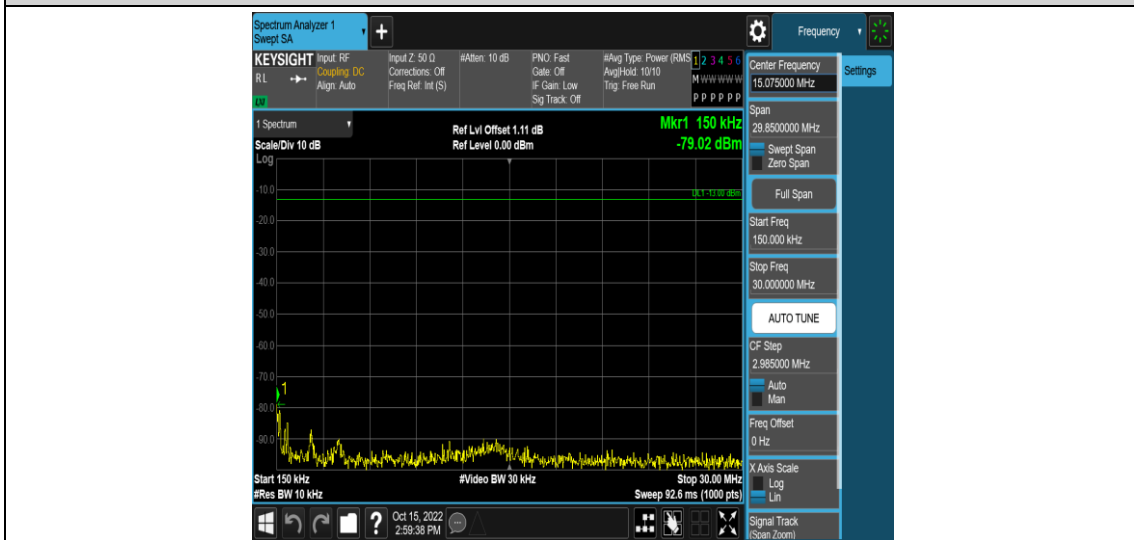 Spectrum Analyzer 1
Swept SA
+
Frequency
KEYSIGHT
RL
LXI
Input: RF
Coupling: DC
Align: Auto
Input Z: 50 Ω
Corrections: Off
Freq Ref: Int (S)
#Atten: 10 dB
PNO: Fast
Gate: Off
IF Gain: Low
Sig Track: Off
#Avg Type: Power (RMS
Avg|Hold: 10/10
Trig: Free Run
1 2 3 4 5 6
M W W W W W
P P P P P P
1 Spectrum
Scale/Div 10 dB
Log
Ref Lvl Offset 1.11 dB
Ref Level 0.00 dBm
Mkr1 150 kHz
-79.02 dBm
DL1 -13.00 dBm
-10.0
-20.0
-30.0
-40.0
-50.0
-60.0
-70.0
1
-80.0
-90.0
Start 150 kHz
#Res BW 10 kHz
#Video BW 30 kHz
Stop 30.00 MHz
Sweep 92.6 ms (1000 pts)
?
Oct 15, 2022
2:59:38 PM
Center Frequency
15.075000 MHz
Settings
Span
29.8500000 MHz
Swept Span
Zero Span
Full Span
Start Freq
150.000 kHz
Stop Freq
30.000000 MHz
AUTO TUNE
CF Step
2.985000 MHz
Auto
Man
Freq Offset
0 Hz
X Axis Scale
Log
Lin
Signal Track
(Span Zoom)